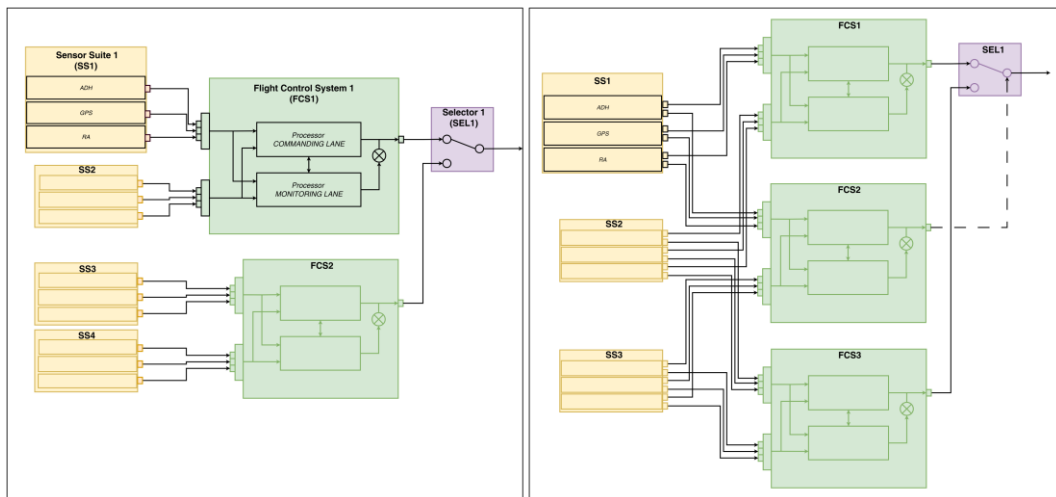 Sensor Suite 1
(SS1)
ADH
GPS
RA
SS2
SS3
SS4
Flight Control System 1
(FCS1)
Processor
COMMANDING LANE
Processor
MONITORING LANE
FCS2
Selector 1
(SEL1)
SS1
ADH
GPS
RA
SS2
SS3
FCS1
FCS2
FCS3
SEL1